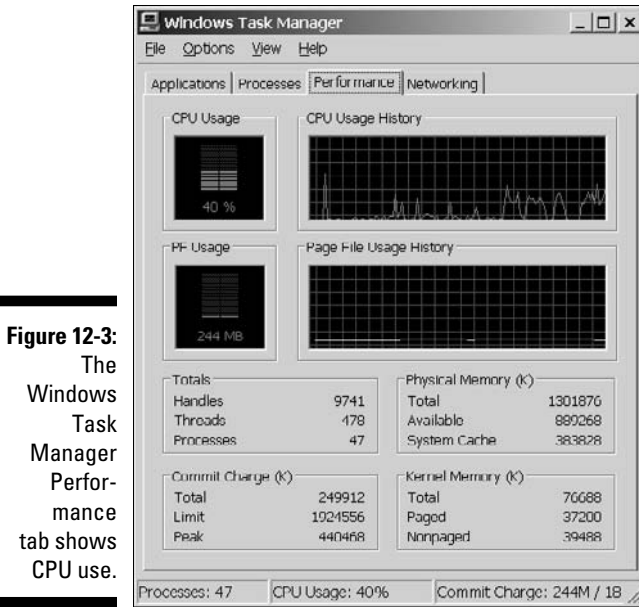 Windows Task Manager
File Options View Help
Applications Processes Performance Networking
CPU Usage
40 %
CPU Usage History
PF Usage
244 MB
Page File Usage History
Totals
Handles 9741
Threads 478
Processes 47
Physical Memory (K)
Total 1301876
Available 889268
System Cache 383828
Commit Charge (K)
Total 249912
Limit 1924556
Peak 440468
Kernel Memory (K)
Total 76688
Paged 37200
Nonpaged 39488
Processes: 47 CPU Usage: 40% Commit Charge: 244M / 18
Figure 12-3:
The
Windows
Task
Manager
Perfor-
mance
tab shows
CPU use.